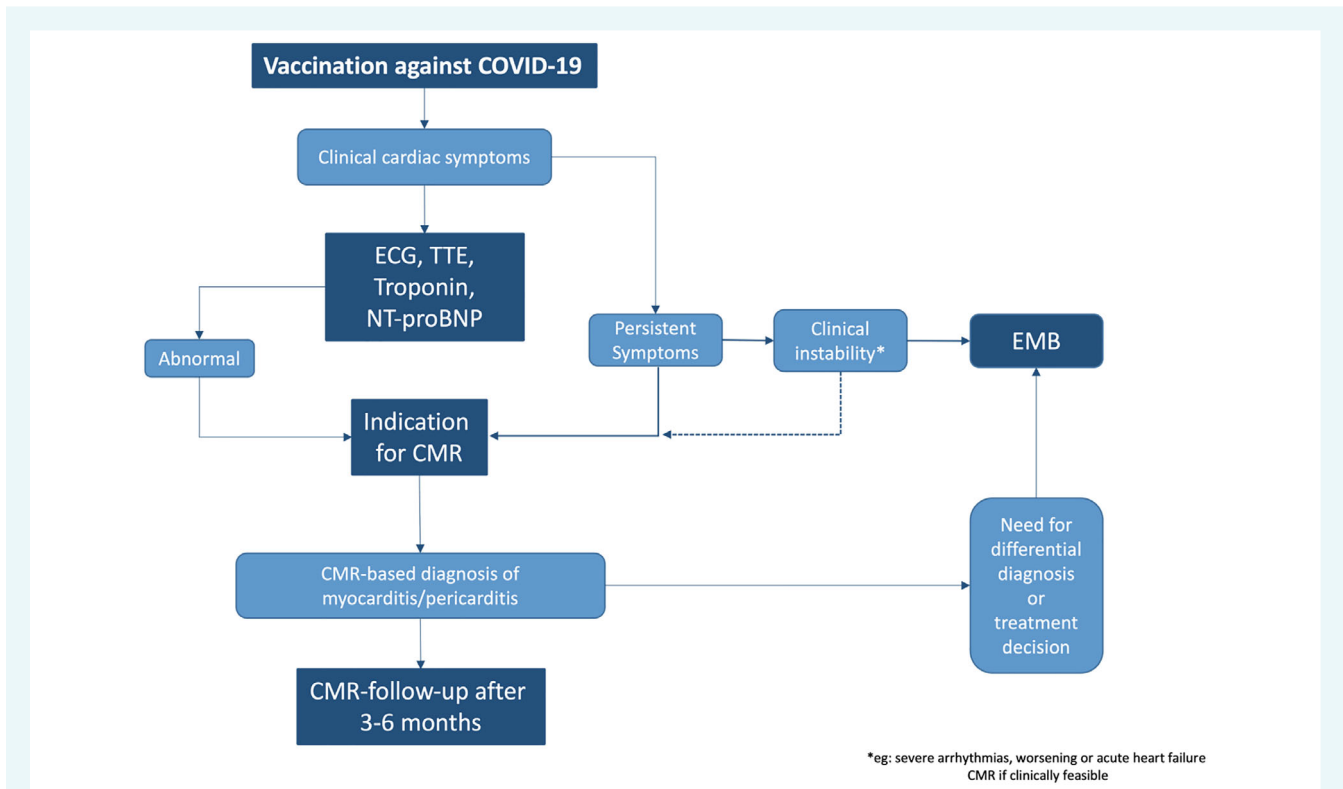 Vaccination against COVID-19
Clinical cardiac symptoms
ECG, TTE,
Troponin,
NT-proBNP
Abnormal
Persistent
Symptoms
Clinical
instability*
EMB
Indication
for CMR
CMR-based diagnosis of
myocarditis/pericarditis
Need for
differential
diagnosis
or
treatment
decision
CMR-follow-up after
3-6 months
*eg: severe arrhythmias, worsening or acute heart failure
CMR if clinically feasible